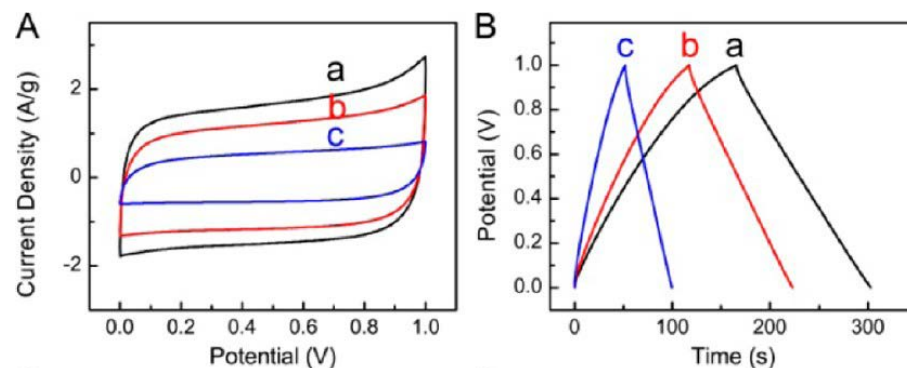 A
Current Density (A/g)
2
0
-2
a
b
c
0.0 0.2 0.4 0.6 0.8 1.0
Potential (V)
B
Potential (V)
1.0
0.8
0.6
0.4
0.2
0.0
c b a
0 100 200 300
Time (s)